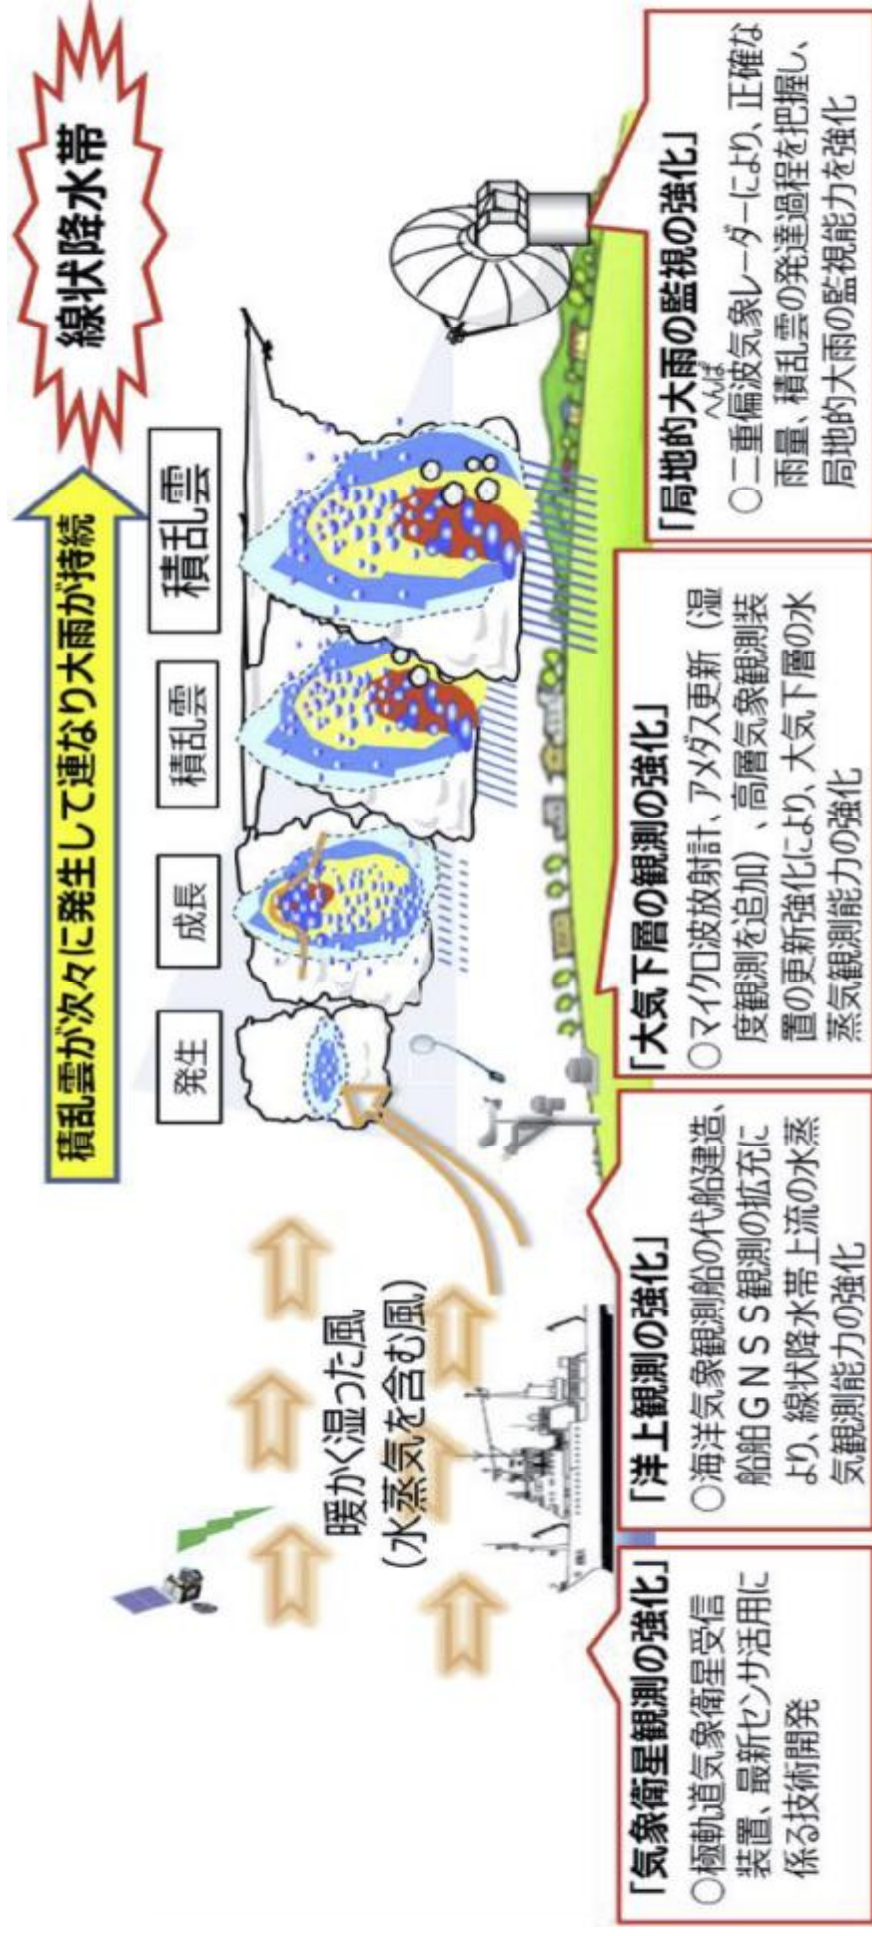 積乱雲が次々に発生して連なり大雨が持続
線状降水帯
発生
成長
積乱雲
積乱雲
暖かく湿った風
(水蒸気を含む風)
「気象衛星観測の強化」
○極軌道気象衛星受信
装置、最新センサ活用に
係る技術開発
「洋上観測の強化」
○海洋気象観測船の代船建造、
船舶GNSS観測の拡充に
より、線状降水帯上流の水蒸
気観測能力の強化
「大気下層の観測の強化」
○マイクロ波放射計、アメダス更新（湿
度観測を追加）、高層気象観測装
置の更新強化により、大気下層の水
蒸気観測能力の強化
「局地的大雨の監視の強化」
へんぱ
○二重偏波気象レーダーにより、正確な
雨量、積乱雲の発達過程を把握し、
局地的大雨の監視能力を強化